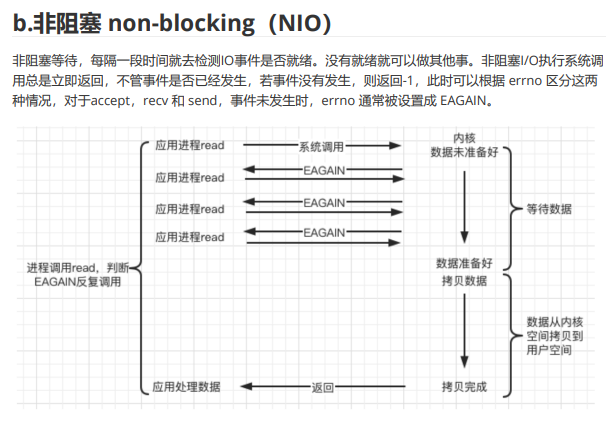 b.非阻塞 non-blocking（NIO）
非阻塞等待，每隔一段时间就去检测IO事件是否就绪。没有就绪就可以做其他事。非阻塞I/O执行系统调
用总是立即返回，不管事件是否已经发生，若事件没有发生，则返回-1，此时可以根据 errno 区分这两
种情况，对于accept，recv 和 send，事件未发生时，errno 通常被设置成 EAGAIN。
应用进程read
系统调用
内核
数据未准备好
应用进程read
EAGAIN
应用进程read
EAGAIN
等待数据
应用进程read
EAGAIN
进程调用read，判断
EAGAIN反复调用
数据准备好
拷贝数据
数据从内核
空间拷贝到
用户空间
应用处理数据
返回
拷贝完成